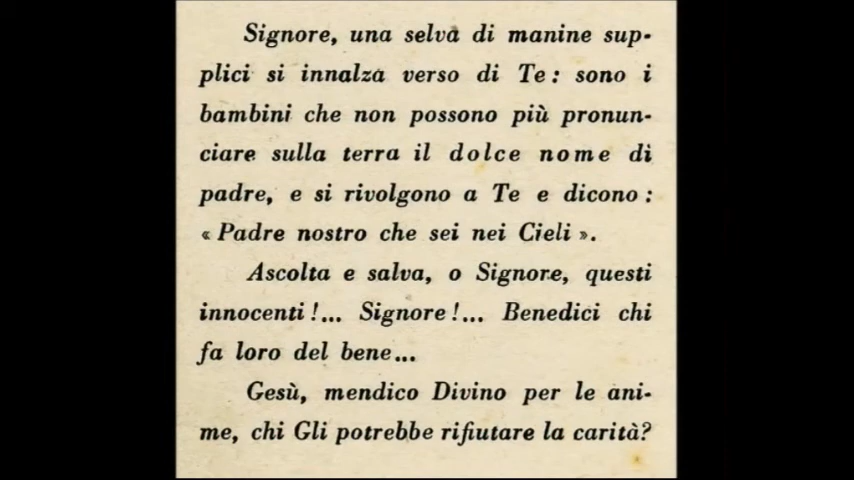 Signore, una selva di manine sup-
plici si innalza verso di Te: sono i
bambini che non possono più pronun-
ciare sulla terra il dolce nome di
padre, e si rivolgono a Te e dicono:
« Padre nostro che sei nei Cieli ».
Ascolta e salva, o Signore, questi
innocenti!... Signore!... Benedici chi
fa loro del bene...
Gesù, mendico Divino per le ani-
me, chi Gli potrebbe rifiutare la carità?